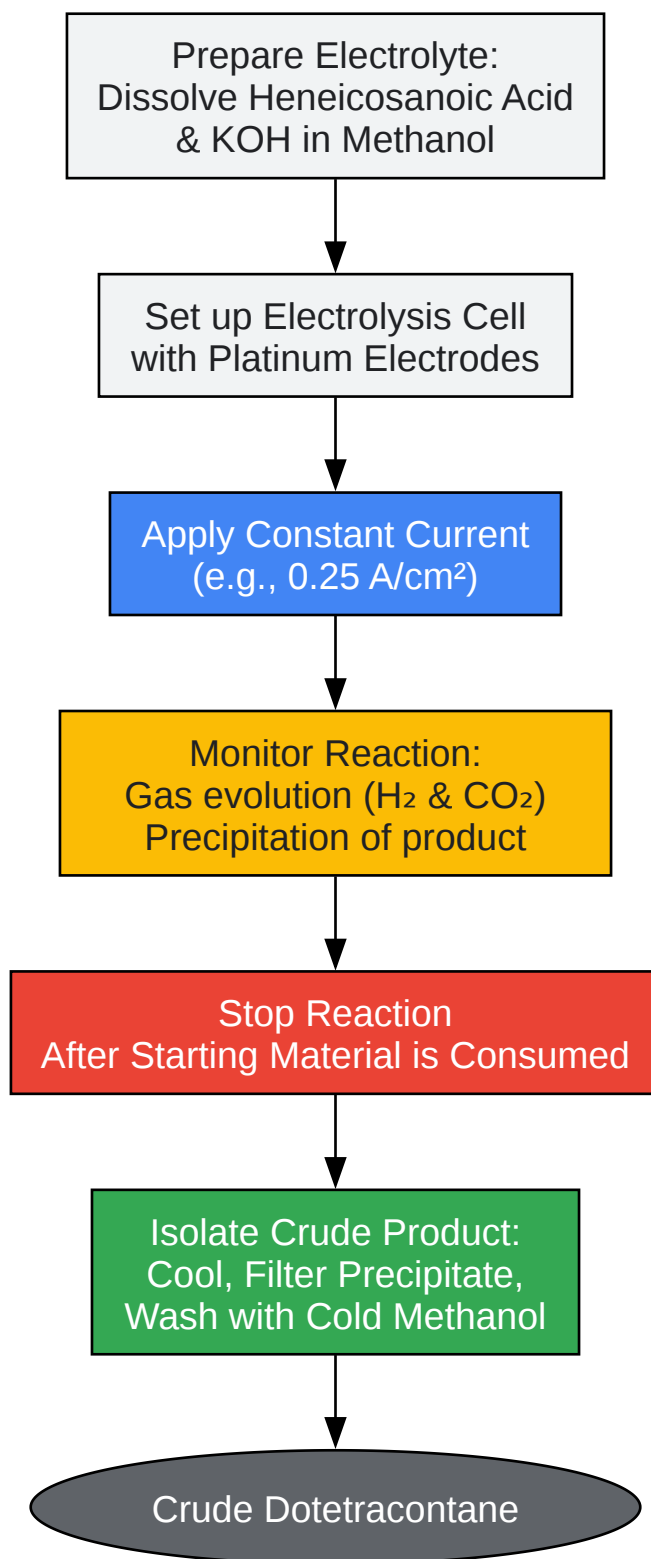 Prepare Electrolyte:
Dissolve Heneicosanoic Acid
& KOH in Methanol
Set up Electrolysis Cell
with Platinum Electrodes
Apply Constant Current
(e.g., 0.25 A/cm²)
Monitor Reaction:
Gas evolution (H₂ & CO₂)
Precipitation of product
Stop Reaction
After Starting Material is Consumed
Isolate Crude Product:
Cool, Filter Precipitate,
Wash with Cold Methanol
Crude Dotetracontane